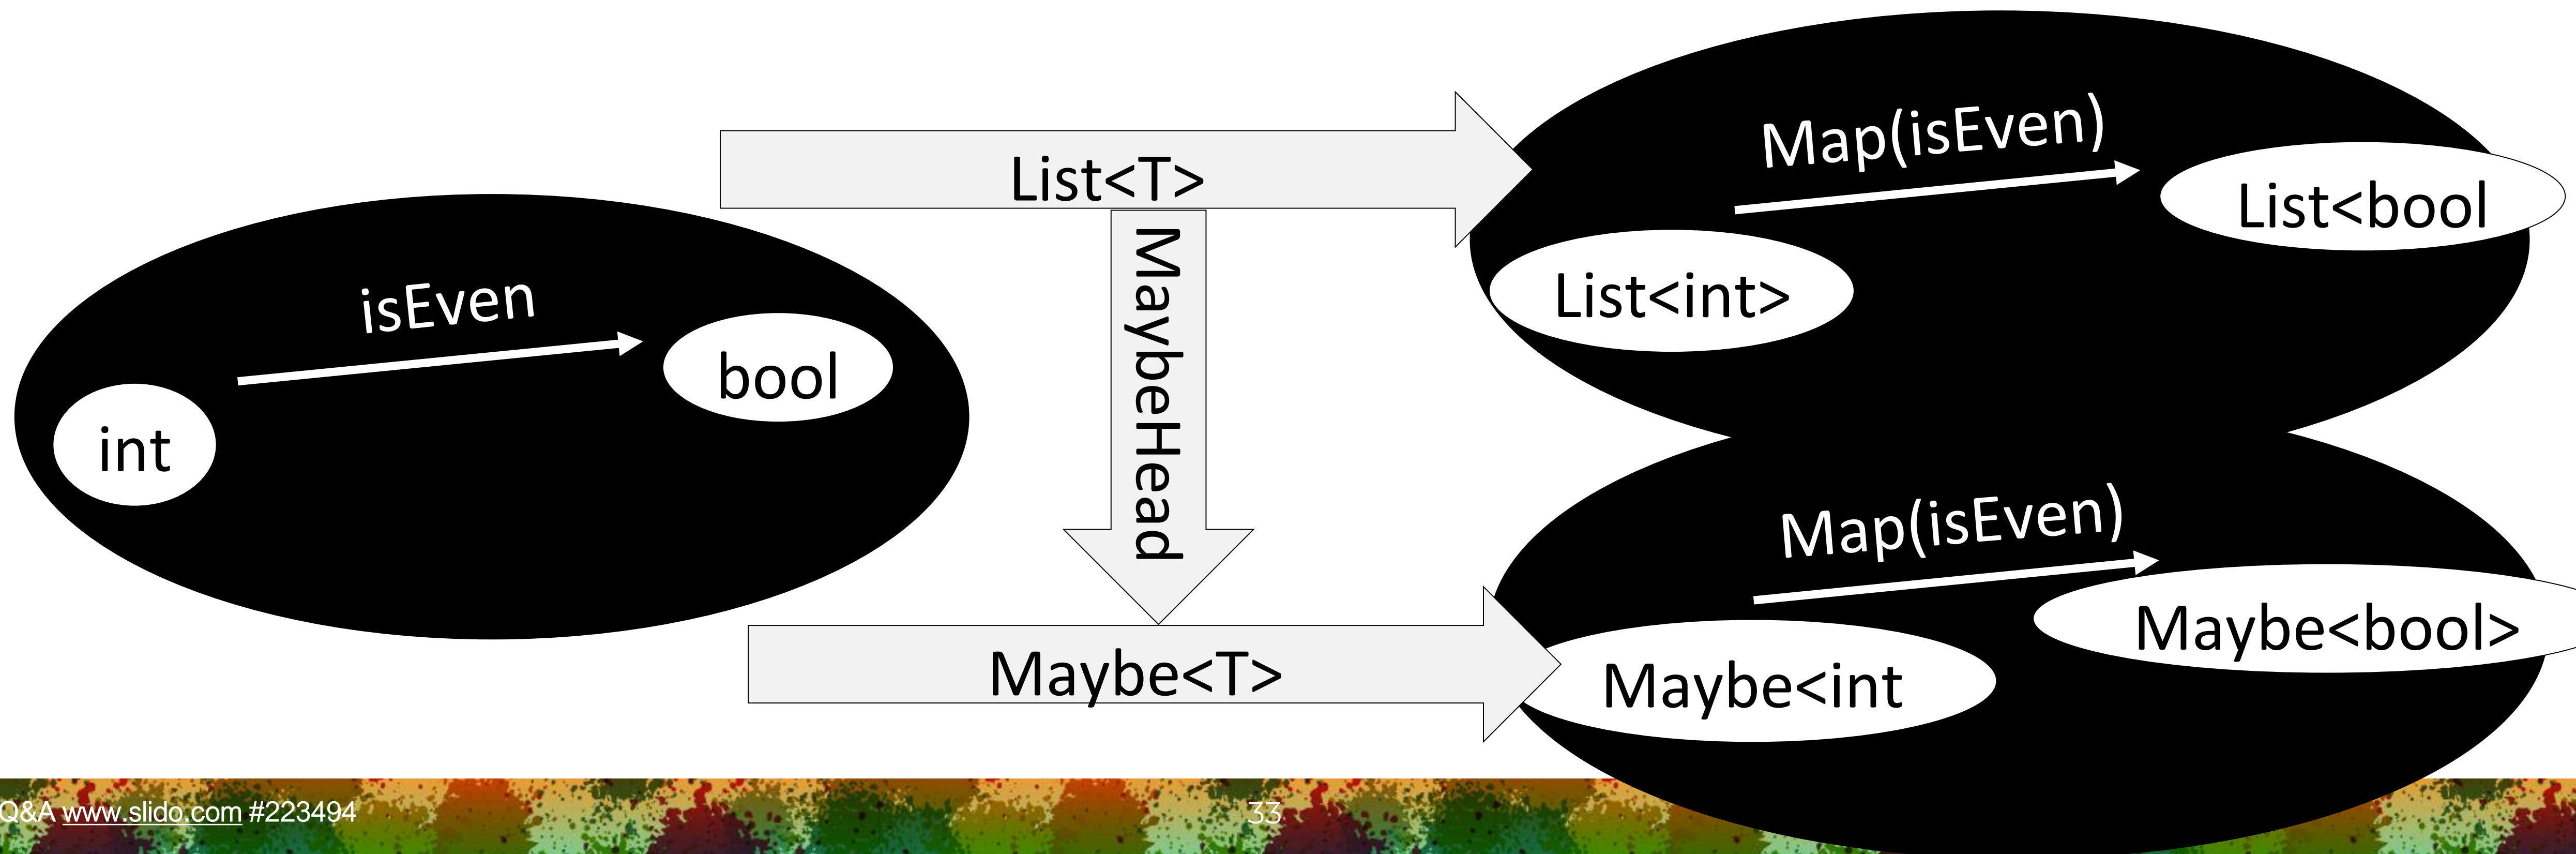 List<T>
Map(isEven)
List<bool
List<int>
isEven
int
bool
MaybeHead
Map(isEven)
Maybe<bool>
Maybe<T>
Maybe<int
Q&A www.slido.com #223494
33